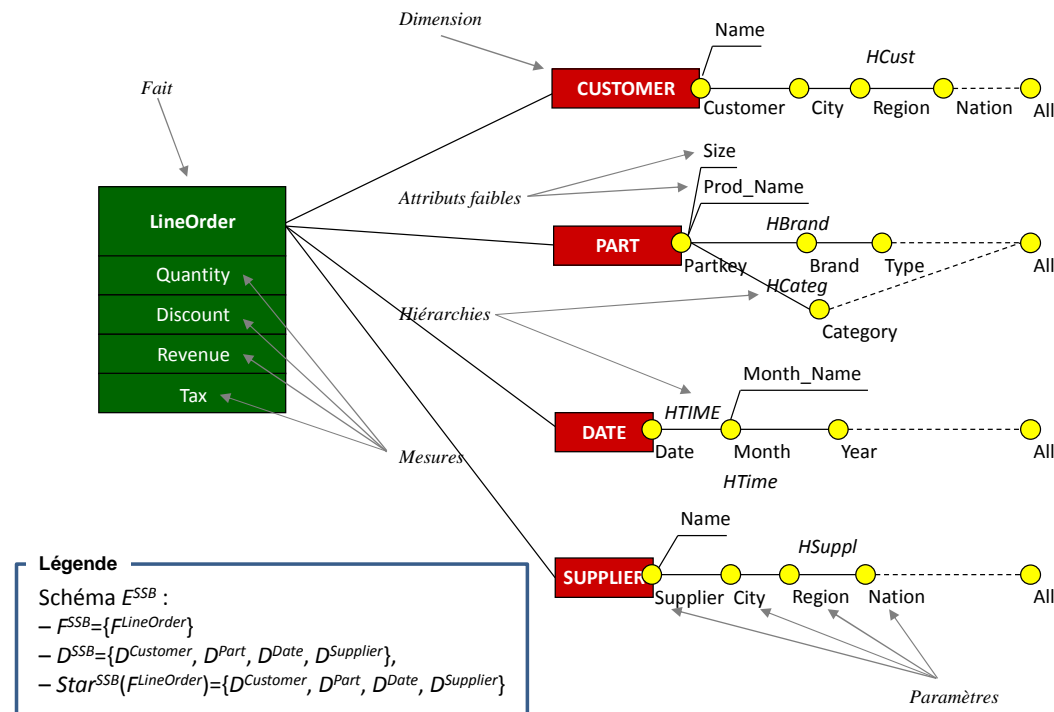 Dimension
Name
HCust
Fait
CUSTOMER
Customer
City
Region
Nation
All
Size
Attributs faibles
Prod_Name
LineOrder
HBrand
PART
Partkey
Brand
Type
All
Quantity
HCateg
Discount
Hiérarchies
Category
Revenue
Month_Name
Tax
HTIME
DATE
Date
Month
Year
All
Mesures
HTime
Name
HSuppl
SUPPLIER
Supplier
City
Region
Nation
All
Légende
Schéma E^SSB :
– F^SSB={F^LineOrder}
– D^SSB={D^Customer, D^Part, D^Date, D^Supplier},
– Star^SSB(F^LineOrder)={D^Customer, D^Part, D^Date, D^Supplier}
Paramètres